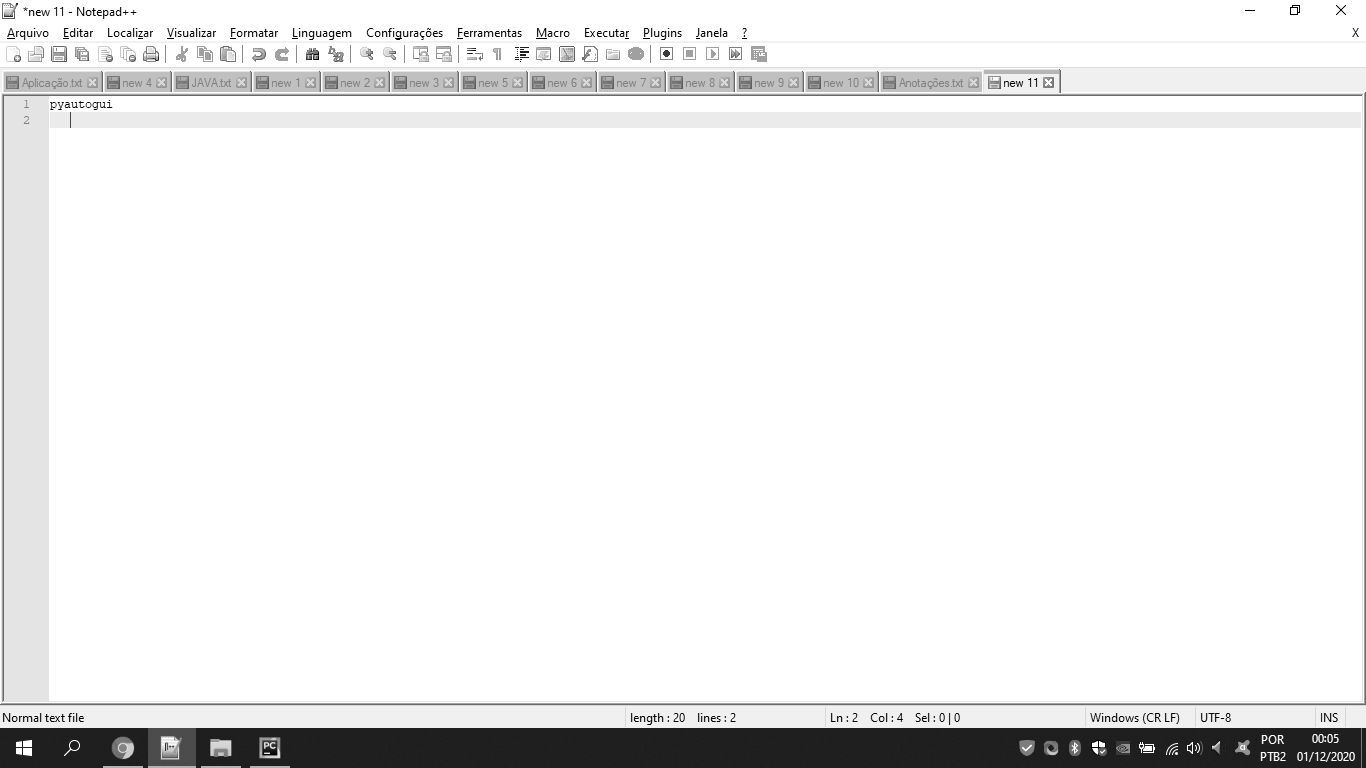 *new 11 - Notepad++
Arquivo Editar Localizar Visualizar Formatar Linguagem Configurações Ferramentas Macro Executar Plugins Janela ? X
Aplicação.txt new 4 JAVA.txt new 1 new 2 new 3 new 5 new 6 new 7 new 8 new 9 new 10 Anotações.txt new 11
1 pyautogui
2
Normal text file length : 20 lines : 2 Ln : 2 Col : 4 Sel : 0 | 0 Windows (CR LF) UTF-8 INS
PC POR 00:05
PTB2 01/12/2020